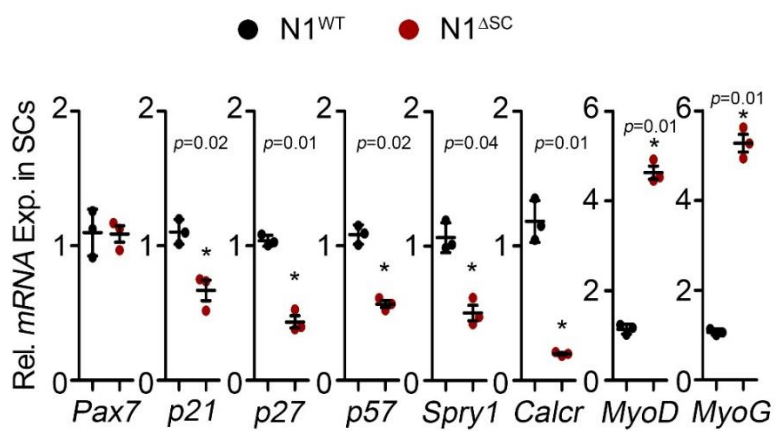 N1WT N1ΔSC
2 2 2 2 2 2 6 6
p=0.02 p=0.01 p=0.02 p=0.04 p=0.01 p=0.01 p=0.01
* *
4 4
Rel. mRNA Exp. in SCs
1 1 1 1 1 1
* * * * *
2 2
0 0 0 0 0 0 0 0
Pax7 p21 p27 p57 Spry1 Calcr MyoD MyoG